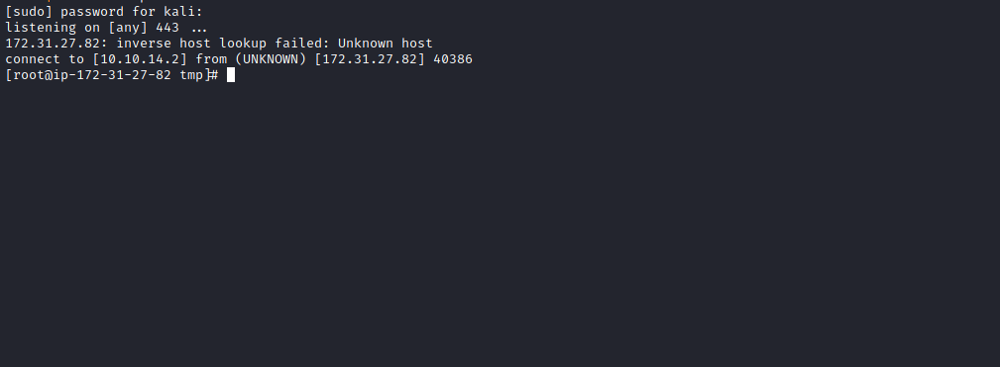 [sudo] password for kali:
listening on [any] 443 ...
172.31.27.82: inverse host lookup failed: Unknown host
connect to [10.10.14.2] from (UNKNOWN) [172.31.27.82] 40386
[root@ip-172-31-27-82 tmp]#